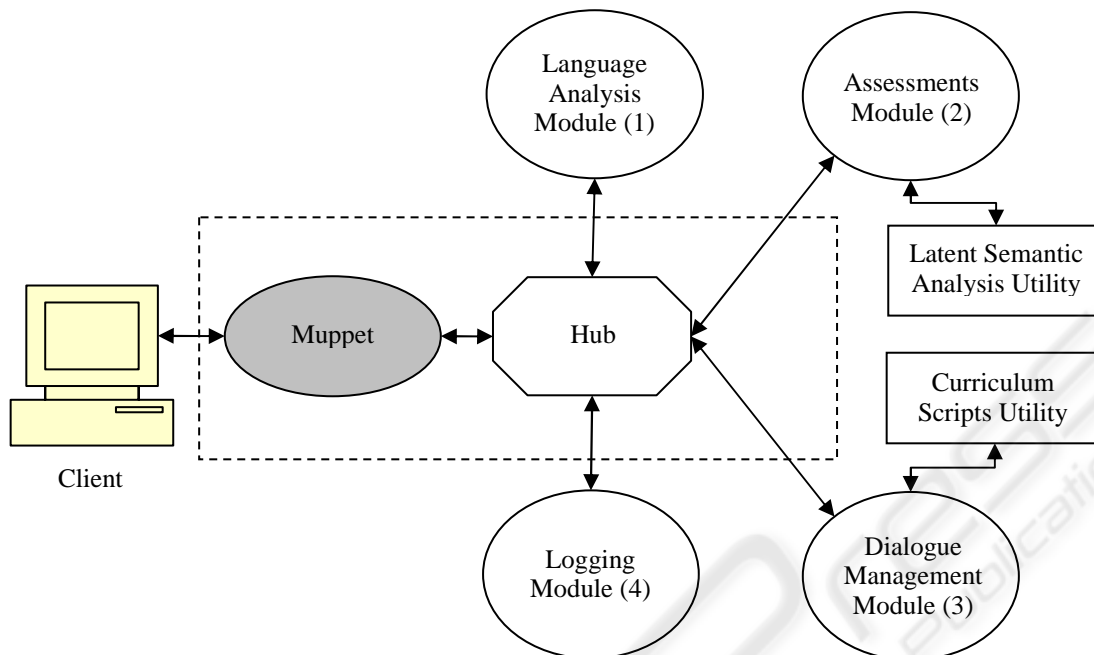 Language
Analysis
Module (1)
Assessments
Module (2)
Latent Semantic
Analysis Utility
Muppet
Hub
Curriculum
Scripts Utility
Client
Logging
Module (4)
Dialogue
Management
Module (3)